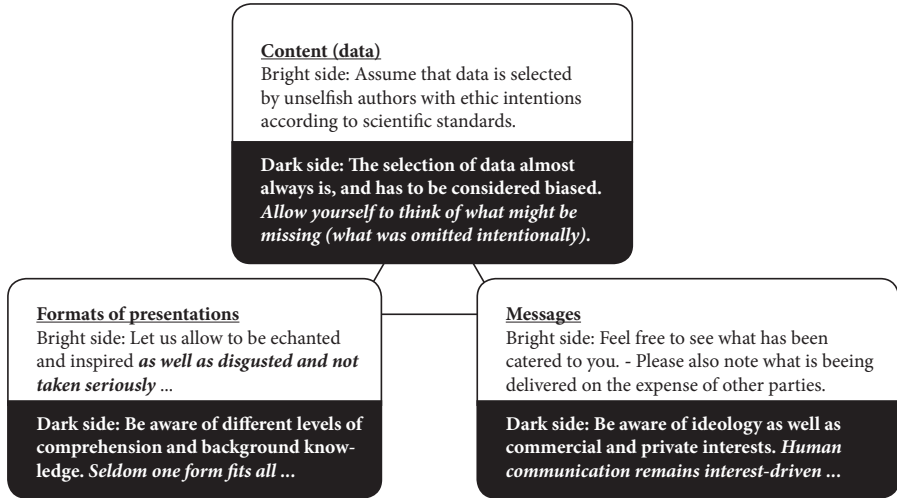 Content (data)
Bright side: Assume that data is selected
by unselfish authors with ethic intentions
according to scientific standards.
Dark side: The selection of data almost
always is, and has to be considered biased.
Allow yourself to think of what might be
missing (what was omitted intentionally).
Formats of presentations
Bright side: Let us allow to be echanted
and inspired as well as disgusted and not
taken seriously ...
Dark side: Be aware of different levels of
comprehension and background know-
ledge. Seldom one form fits all ...
Messages
Bright side: Feel free to see what has been
catered to you. - Please also note what is beeing
delivered on the expense of other parties.
Dark side: Be aware of ideology as well as
commercial and private interests. Human
communication remains interest-driven ...